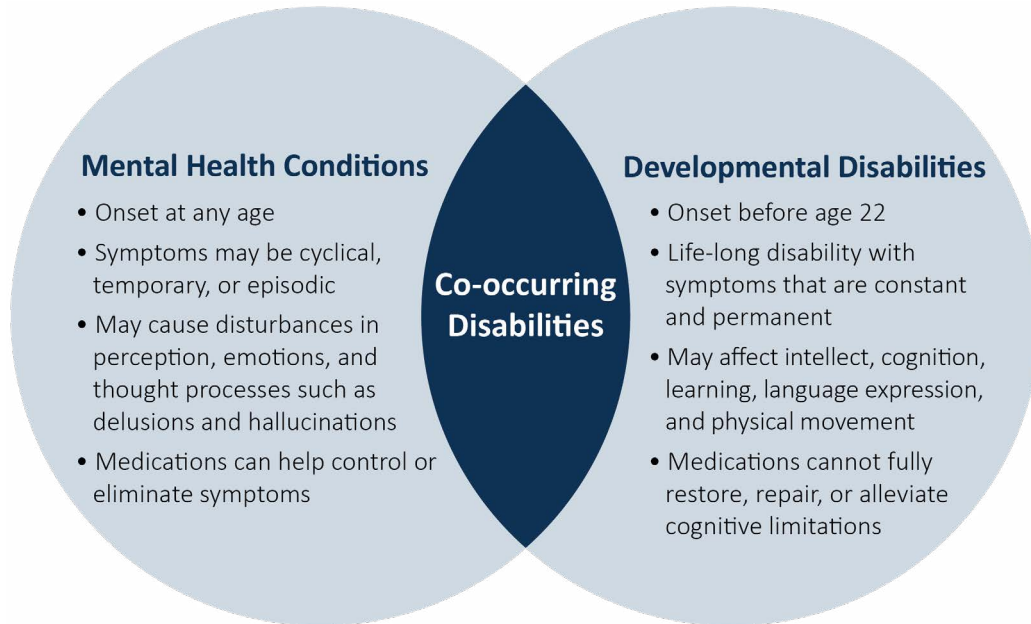 Mental Health Conditions
• Onset at any age
• Symptoms may be cyclical,
temporary, or episodic
• May cause disturbances in
perception, emotions, and
thought processes such as
delusions and hallucinations
• Medications can help control or
eliminate symptoms
Co-occurring
Disabilities
Developmental Disabilities
• Onset before age 22
• Life-long disability with
symptoms that are constant
and permanent
• May affect intellect, cognition,
learning, language expression,
and physical movement
• Medications cannot fully
restore, repair, or alleviate
cognitive limitations